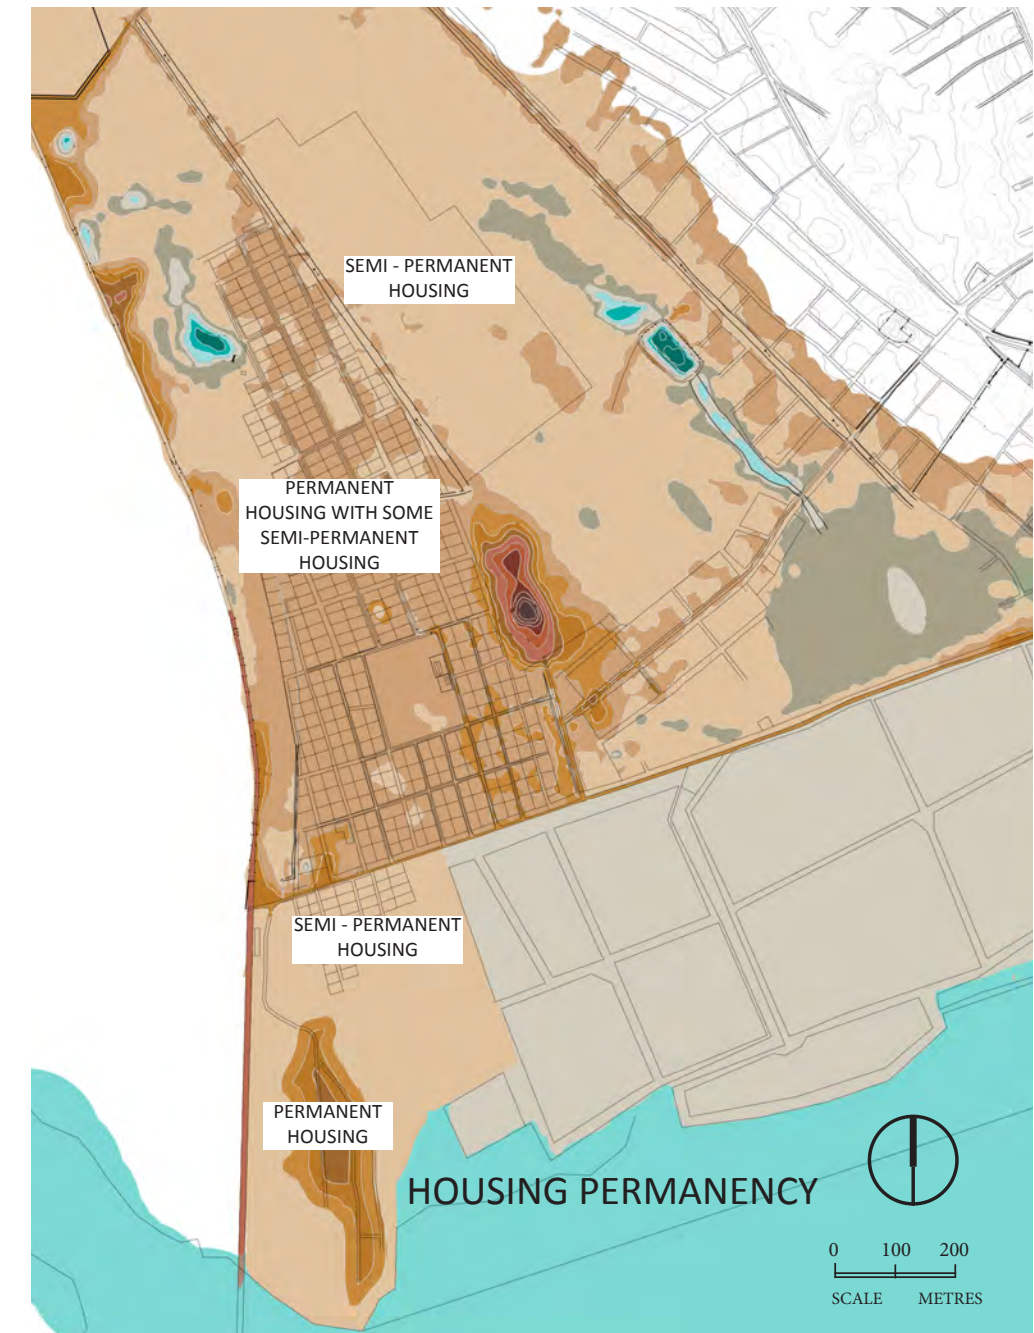 SEMI - PERMANENT
HOUSING
PERMANENT
HOUSING WITH SOME
SEMI-PERMANENT
HOUSING
SEMI - PERMANENT
HOUSING
PERMANENT
HOUSING
HOUSING PERMANENCY
0 100 200
SCALE METRES